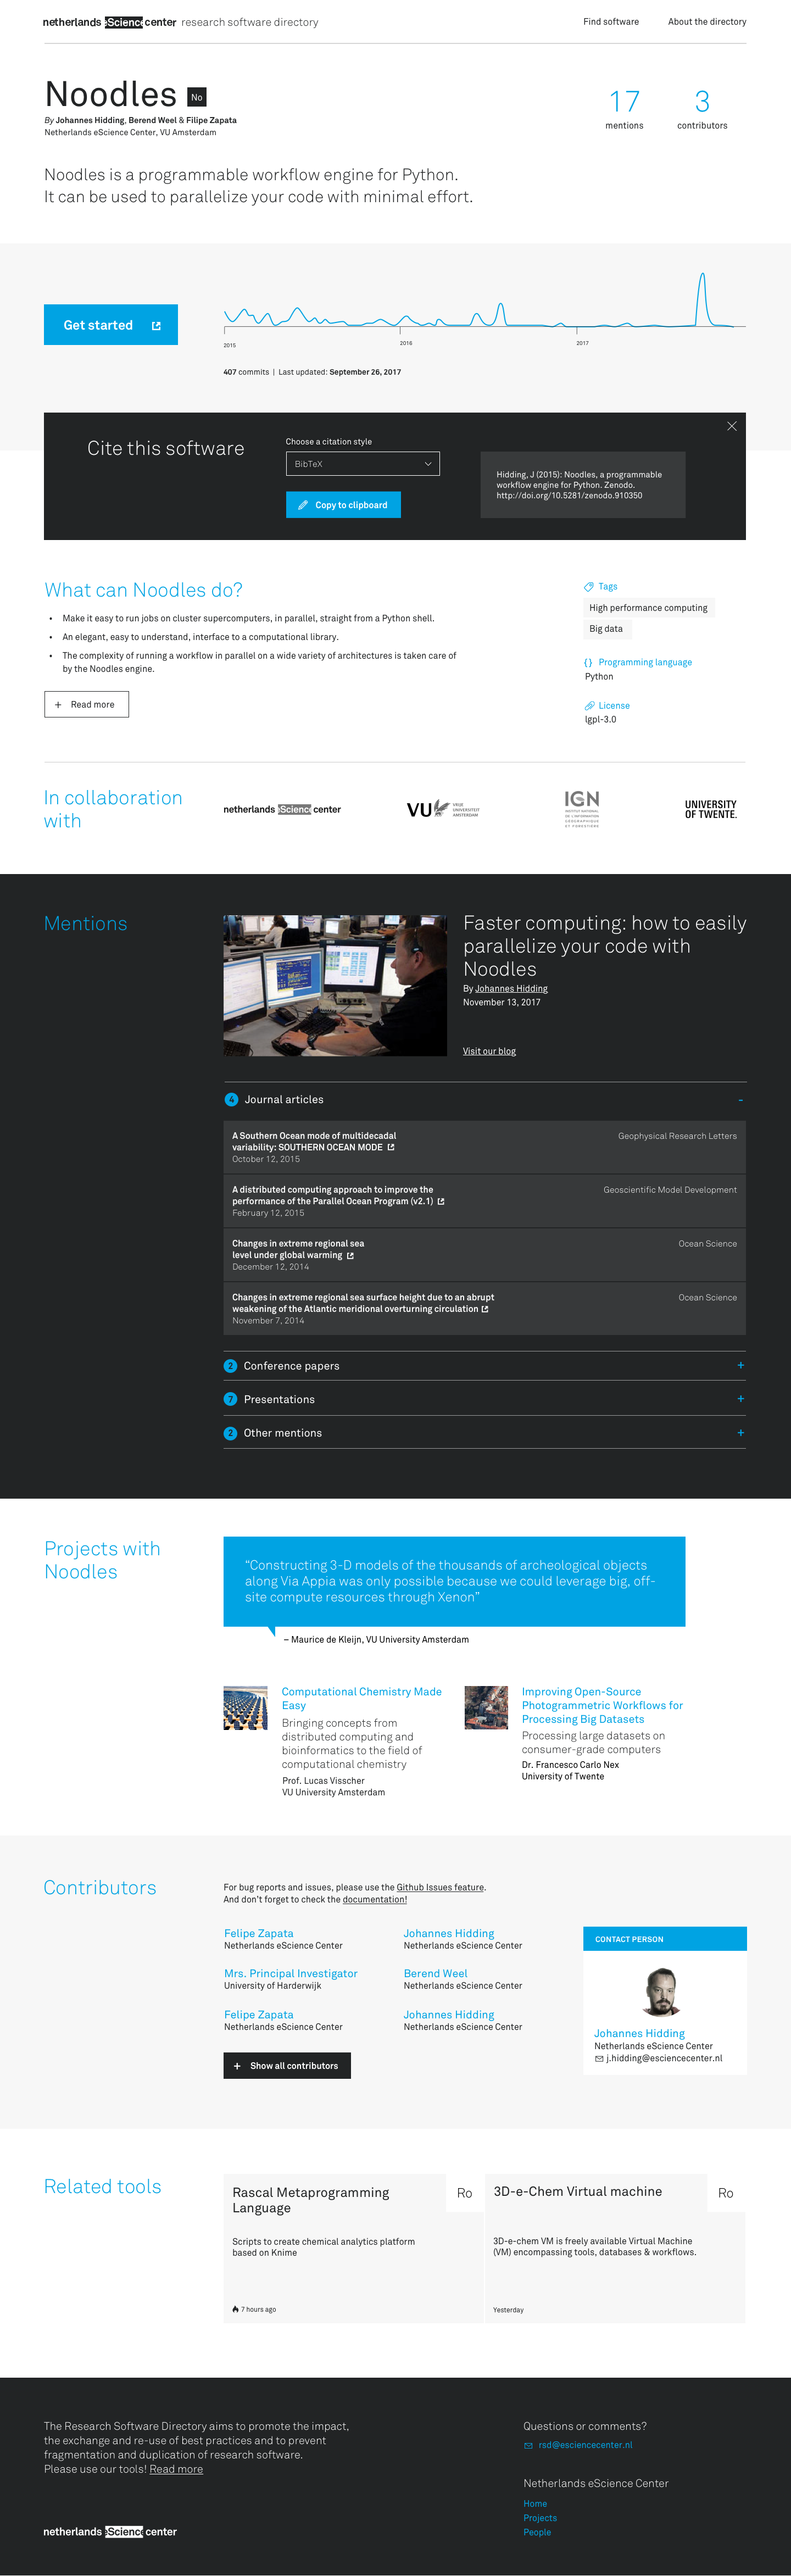 netherlands eScience center research software directory
Find software
About the directory
Noodles No
By Johannes Hidding, Berend Weel & Filipe Zapata
Netherlands eScience Center, VU Amsterdam
17
mentions
3
contributors
Noodles is a programmable workflow engine for Python.
It can be used to parallelize your code with minimal effort.
Get started
2015
2016
2017
407 commits | Last updated: September 26, 2017
Cite this software
Choose a citation style
BibTeX
Copy to clipboard
Hidding, J (2015): Noodles, a programmable
workflow engine for Python. Zenodo.
http://doi.org/10.5281/zenodo.910350
What can Noodles do?
• Make it easy to run jobs on cluster supercomputers, in parallel, straight from a Python shell.
• An elegant, easy to understand, interface to a computational library.
• The complexity of running a workflow in parallel on a wide variety of architectures is taken care of
by the Noodles engine.
+ Read more
Tags
High performance computing
Big data
{} Programming language
Python
License
lgpl-3.0
In collaboration
with
netherlands eScience center
VU VRIJE
UNIVERSITEIT
AMSTERDAM
IGN
INSTITUT NATIONAL
DE L'INFORMATION
GÉOGRAPHIQUE
ET FORESTIÈRE
UNIVERSITY
OF TWENTE.
Mentions
Faster computing: how to easily
parallelize your code with
Noodles
By Johannes Hidding
November 13, 2017
Visit our blog
4 Journal articles -
A Southern Ocean mode of multidecadal
variability: SOUTHERN OCEAN MODE
October 12, 2015
Geophysical Research Letters
A distributed computing approach to improve the
performance of the Parallel Ocean Program (v2.1)
February 12, 2015
Geoscientific Model Development
Changes in extreme regional sea
level under global warming
December 12, 2014
Ocean Science
Changes in extreme regional sea surface height due to an abrupt
weakening of the Atlantic meridional overturning circulation
November 7, 2014
Ocean Science
2 Conference papers +
7 Presentations +
2 Other mentions +
Projects with
Noodles
“Constructing 3-D models of the thousands of archeological objects
along Via Appia was only possible because we could leverage big, off-
site compute resources through Xenon”
– Maurice de Kleijn, VU University Amsterdam
Computational Chemistry Made
Easy
Bringing concepts from
distributed computing and
bioinformatics to the field of
computational chemistry
Prof. Lucas Visscher
VU University Amsterdam
Improving Open-Source
Photogrammetric Workflows for
Processing Big Datasets
Processing large datasets on
consumer-grade computers
Dr. Francesco Carlo Nex
University of Twente
Contributors
For bug reports and issues, please use the Github Issues feature.
And don't forget to check the documentation!
Felipe Zapata
Netherlands eScience Center
Johannes Hidding
Netherlands eScience Center
Mrs. Principal Investigator
University of Harderwijk
Berend Weel
Netherlands eScience Center
Felipe Zapata
Netherlands eScience Center
Johannes Hidding
Netherlands eScience Center
+ Show all contributors
CONTACT PERSON
Johannes Hidding
Netherlands eScience Center
j.hidding@esciencecenter.nl
Related tools
Rascal Metaprogramming
Language
Ro
Scripts to create chemical analytics platform
based on Knime
7 hours ago
3D-e-Chem Virtual machine
Ro
3D-e-chem VM is freely available Virtual Machine
(VM) encompassing tools, databases & workflows.
Yesterday
The Research Software Directory aims to promote the impact,
the exchange and re-use of best practices and to prevent
fragmentation and duplication of research software.
Please use our tools! Read more
netherlands eScience center
Questions or comments?
rsd@esciencecenter.nl
Netherlands eScience Center
Home
Projects
People